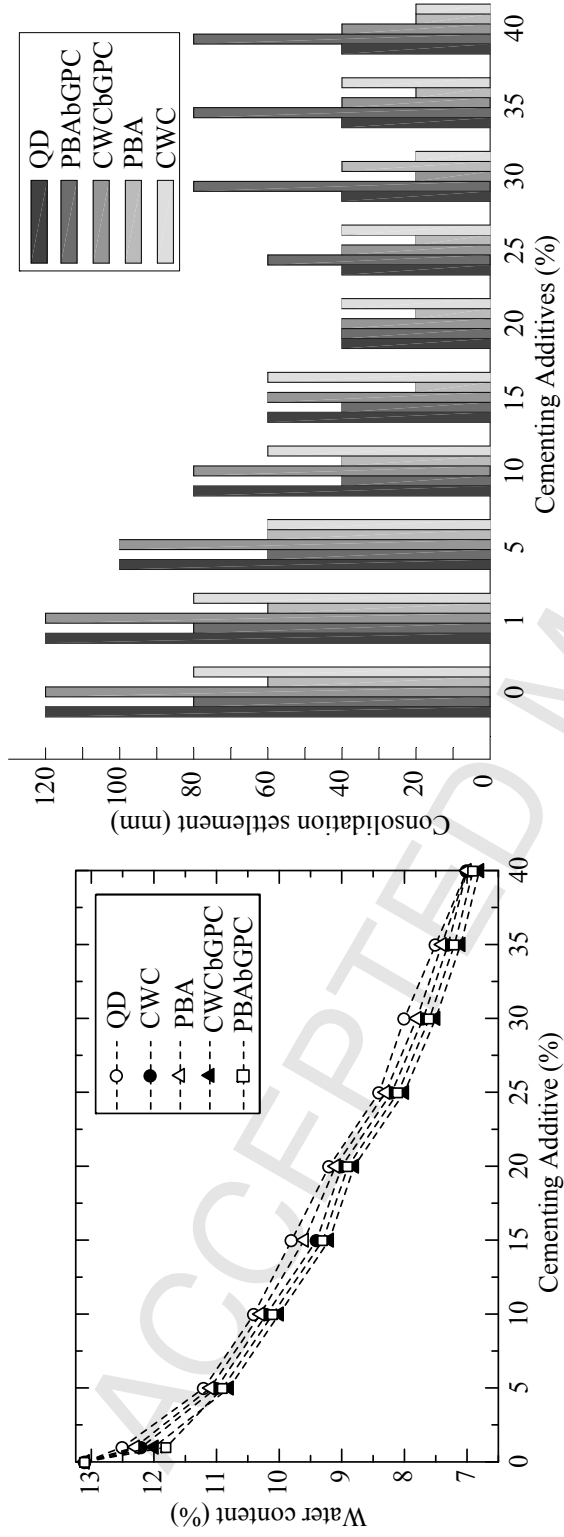 13
12
11
10
9
8
7
Water content (%)
0
5
10
15
20
25
30
35
40
Cementing Additive (%)
QD
CWC
PBA
CWCbGPC
PBAbGPC
120
100
80
60
40
20
0
Consolidation settlement (mm)
0
1
5
10
15
20
25
30
35
40
Cementing Additives (%)
QD
PBAbGPC
CWCbGPC
PBA
CWC
ACCEPTED M